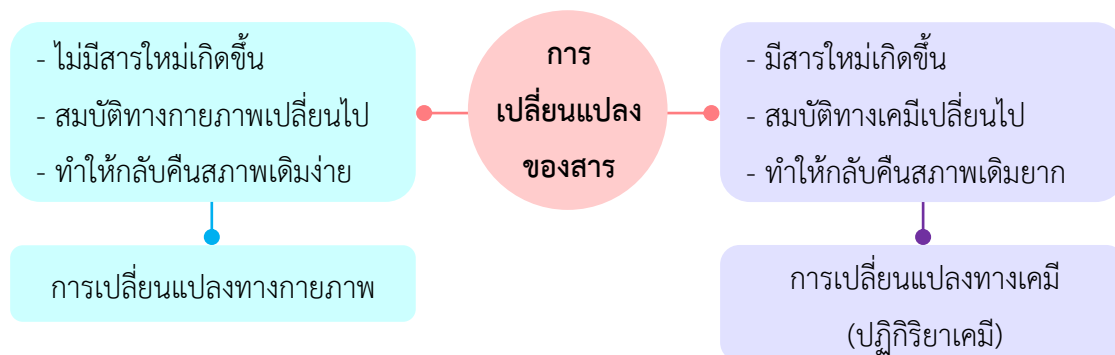 การ
เปลี่ยนแปลง
ของสาร
- ไม่มีสารใหม่เกิดขึ้น
- สมบัติทางกายภาพเปลี่ยนไป
- ทำให้กลับคืนสภาพเดิมง่าย
การเปลี่ยนแปลงทางกายภาพ
- มีสารใหม่เกิดขึ้น
- สมบัติทางเคมีเปลี่ยนไป
- ทำให้กลับคืนสภาพเดิมยาก
การเปลี่ยนแปลงทางเคมี
(ปฏิกิริยาเคมี)